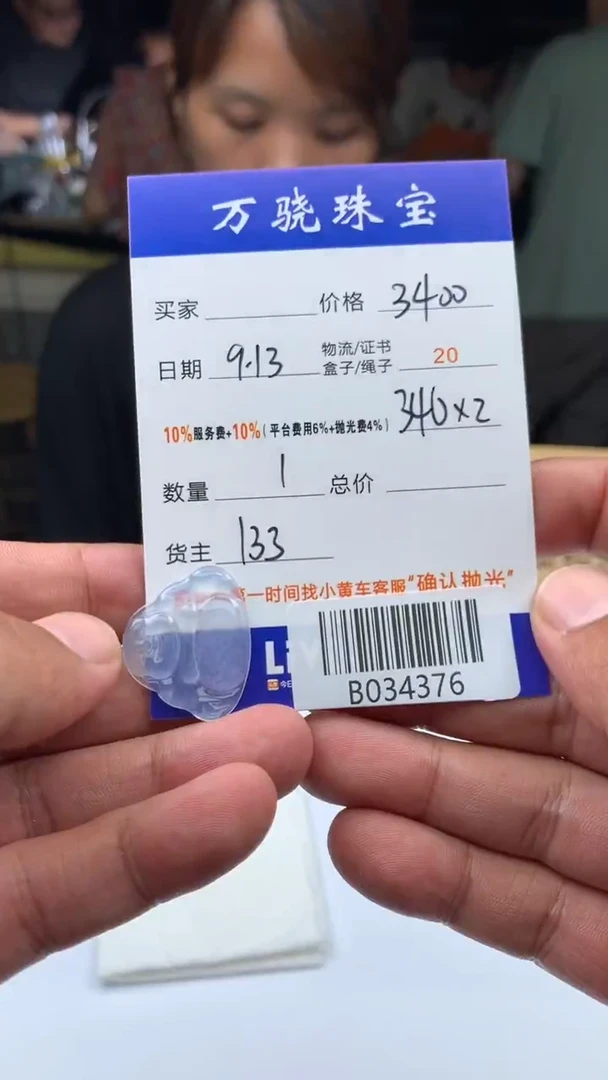 万骁珠宝
买家 价格 3400
日期 9.13 物流/证书 盒子/绳子 20
10%服务费+10%(平台费用6%+抛光费4%) 340×2
数量 1 总价
货主 133
一时间找小黄车客服“确认抛光”
B034376